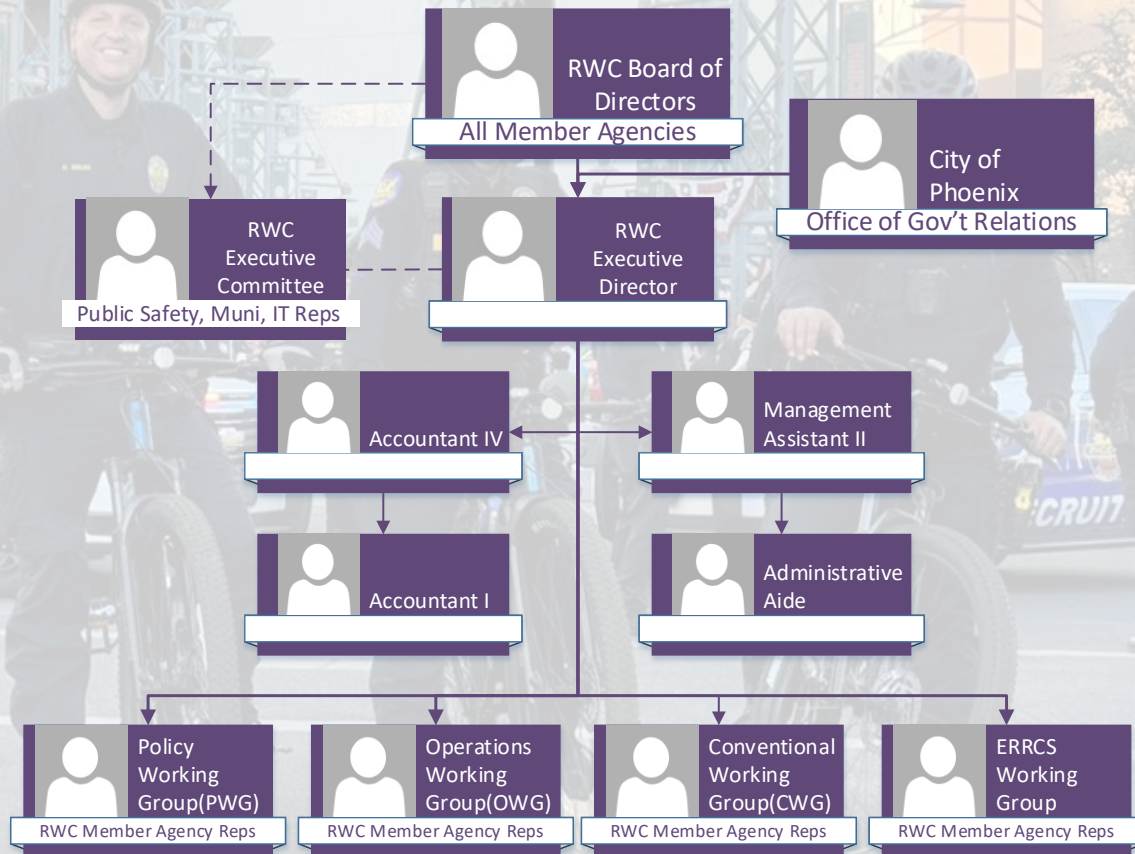 RWC Board of
Directors
All Member Agencies
City of
Phoenix
Office of Gov't Relations
RWC
Executive
Committee
Public Safety, Muni, IT Reps
RWC
Executive
Director
Accountant IV
Management
Assistant II
Accountant I
Administrative
Aide
Policy
Working
Group(PWG)
RWC Member Agency Reps
Operations
Working
Group(OWG)
RWC Member Agency Reps
Conventional
Working
Group(CWG)
RWC Member Agency Reps
ERRCS
Working
Group
RWC Member Agency Reps